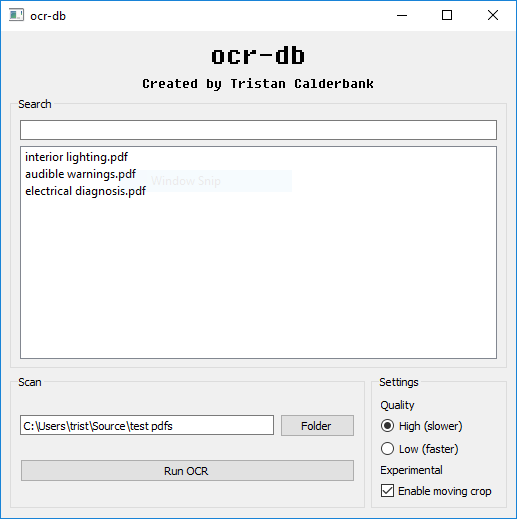 ocr-db
ocr-db
Created by Tristan Calderbank
Search
interior lighting.pdf
audible warnings.pdf
Window Snip
electrical diagnosis.pdf
Scan
C:\Users\trist\Source\test pdfs
Folder
Run OCR
Settings
Quality
High (slower)
Low (faster)
Experimental
Enable moving crop